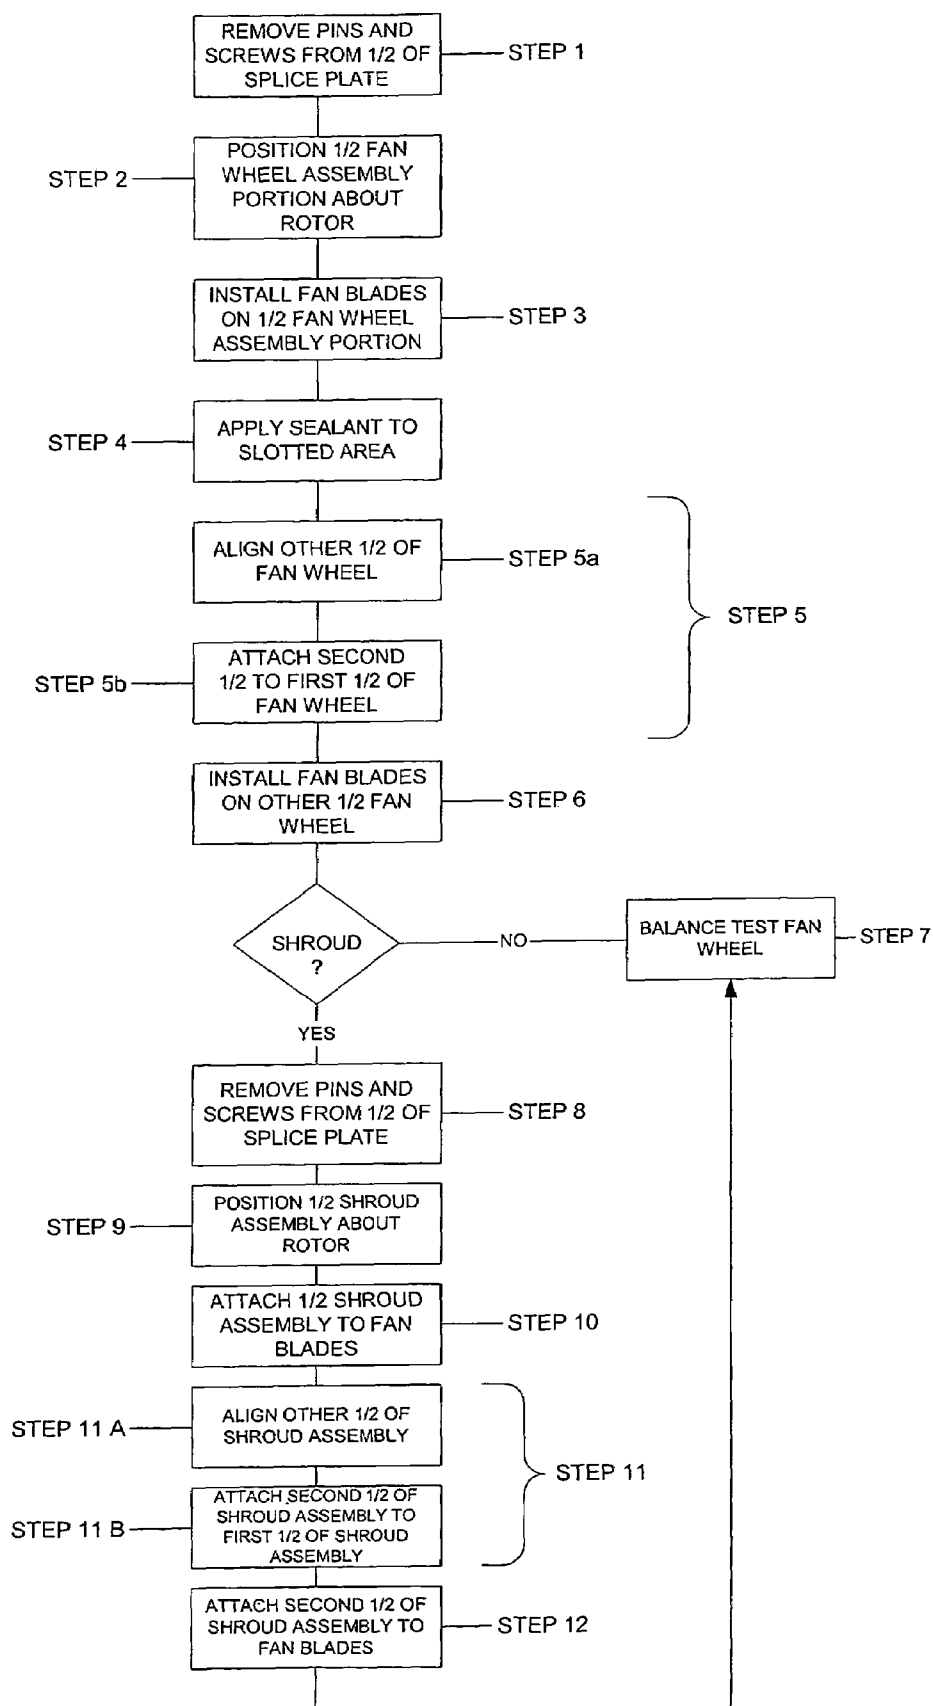 REMOVE PINS AND
SCREWS FROM 1/2 OF
SPLICE PLATE
STEP 1
STEP 2
POSITION 1/2 FAN
WHEEL ASSEMBLY
PORTION ABOUT
ROTOR
INSTALL FAN BLADES
ON 1/2 FAN WHEEL
ASSEMBLY PORTION
STEP 3
STEP 4
APPLY SEALANT TO
SLOTTED AREA
ALIGN OTHER 1/2 OF
FAN WHEEL
STEP 5a
STEP 5
STEP 5b
ATTACH SECOND
1/2 TO FIRST 1/2 OF
FAN WHEEL
INSTALL FAN BLADES
ON OTHER 1/2 FAN
WHEEL
STEP 6
SHROUD
?
NO
BALANCE TEST FAN
WHEEL
STEP 7
YES
REMOVE PINS AND
SCREWS FROM 1/2 OF
SPLICE PLATE
STEP 8
STEP 9
POSITION 1/2 SHROUD
ASSEMBLY ABOUT
ROTOR
ATTACH 1/2 SHROUD
ASSEMBLY TO FAN
BLADES
STEP 10
STEP 11 A
ALIGN OTHER 1/2 OF
SHROUD ASSEMBLY
STEP 11
STEP 11 B
ATTACH SECOND 1/2 OF
SHROUD ASSEMBLY TO
FIRST 1/2 OF SHROUD
ASSEMBLY
ATTACH SECOND 1/2 OF
SHROUD ASSEMBLY TO
FAN BLADES
STEP 12